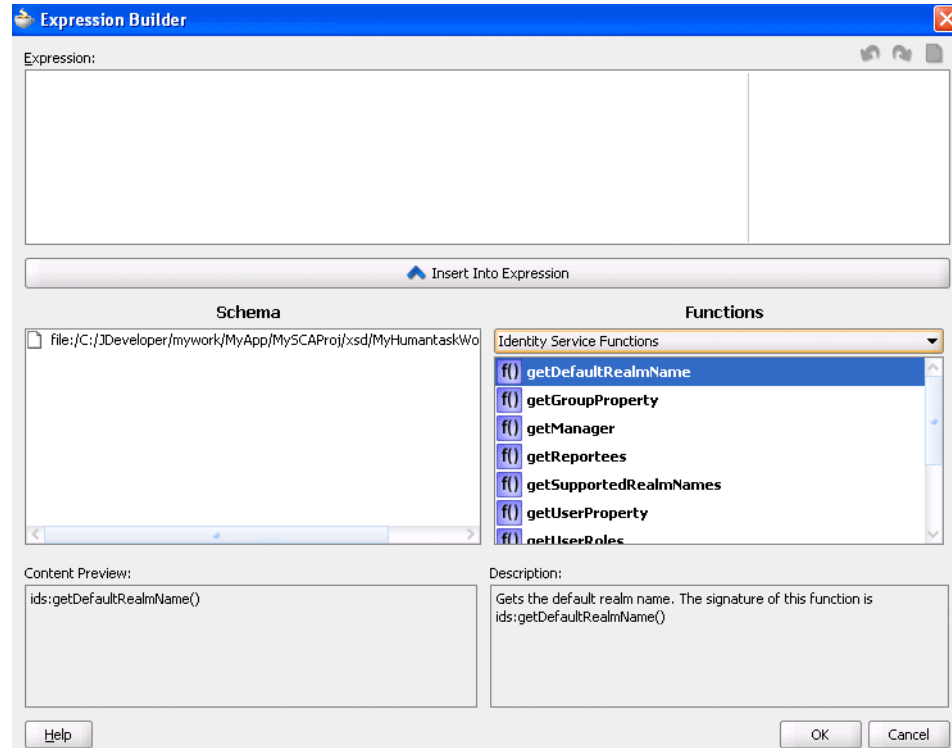 Expression Builder
Expression:
Insert Into Expression
Schema
file:/C:/JDeveloper/mywork/MyApp/MySCAProj/xsd/MyHumantaskWo
Functions
Identity Service Functions
f() getDefaultRealmName
f() getGroupProperty
f() getManager
f() getReportees
f() getSupportedRealmNames
f() getUserProperty
f() getUserRoles
Content Preview:
ids:getDefaultRealmName()
Description:
Gets the default realm name. The signature of this function is
ids:getDefaultRealmName()
Help
OK
Cancel